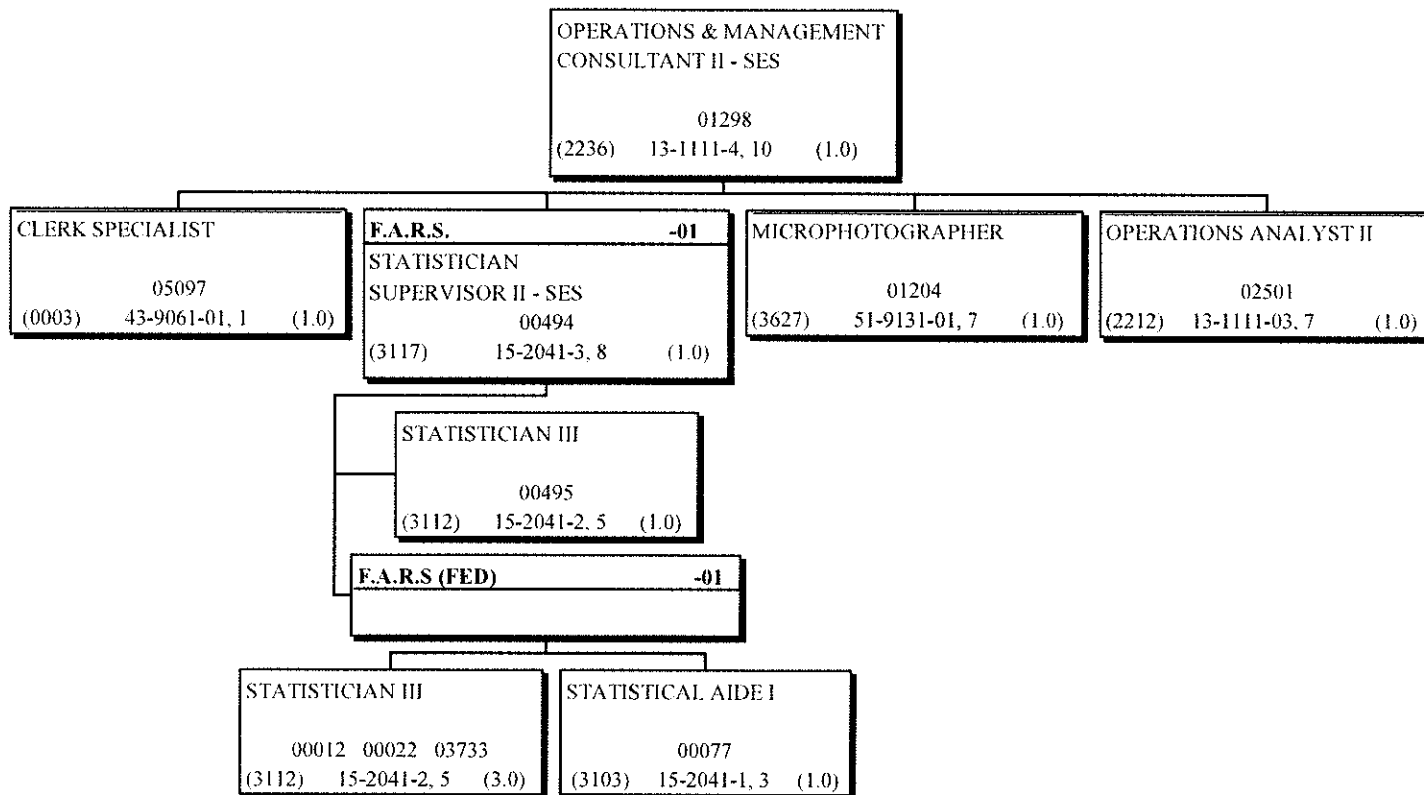 OPERATIONS & MANAGEMENT
CONSULTANT II - SES
01298
(2236) 13-1111-4, 10 (1.0)
CLERK SPECIALIST
05097
(0003) 43-9061-01, 1 (1.0)
F.A.R.S. -01
STATISTICIAN
SUPERVISOR II - SES
00494
(3117) 15-2041-3, 8 (1.0)
MICROPHOTOGRAPHER
01204
(3627) 51-9131-01, 7 (1.0)
OPERATIONS ANALYST II
02501
(2212) 13-1111-03, 7 (1.0)
STATISTICIAN III
00495
(3112) 15-2041-2, 5 (1.0)
F.A.R.S (FED) -01
STATISTICIAN III
00012 00022 03733
(3112) 15-2041-2, 5 (3.0)
STATISTICAL AIDE I
00077
(3103) 15-2041-1, 3 (1.0)